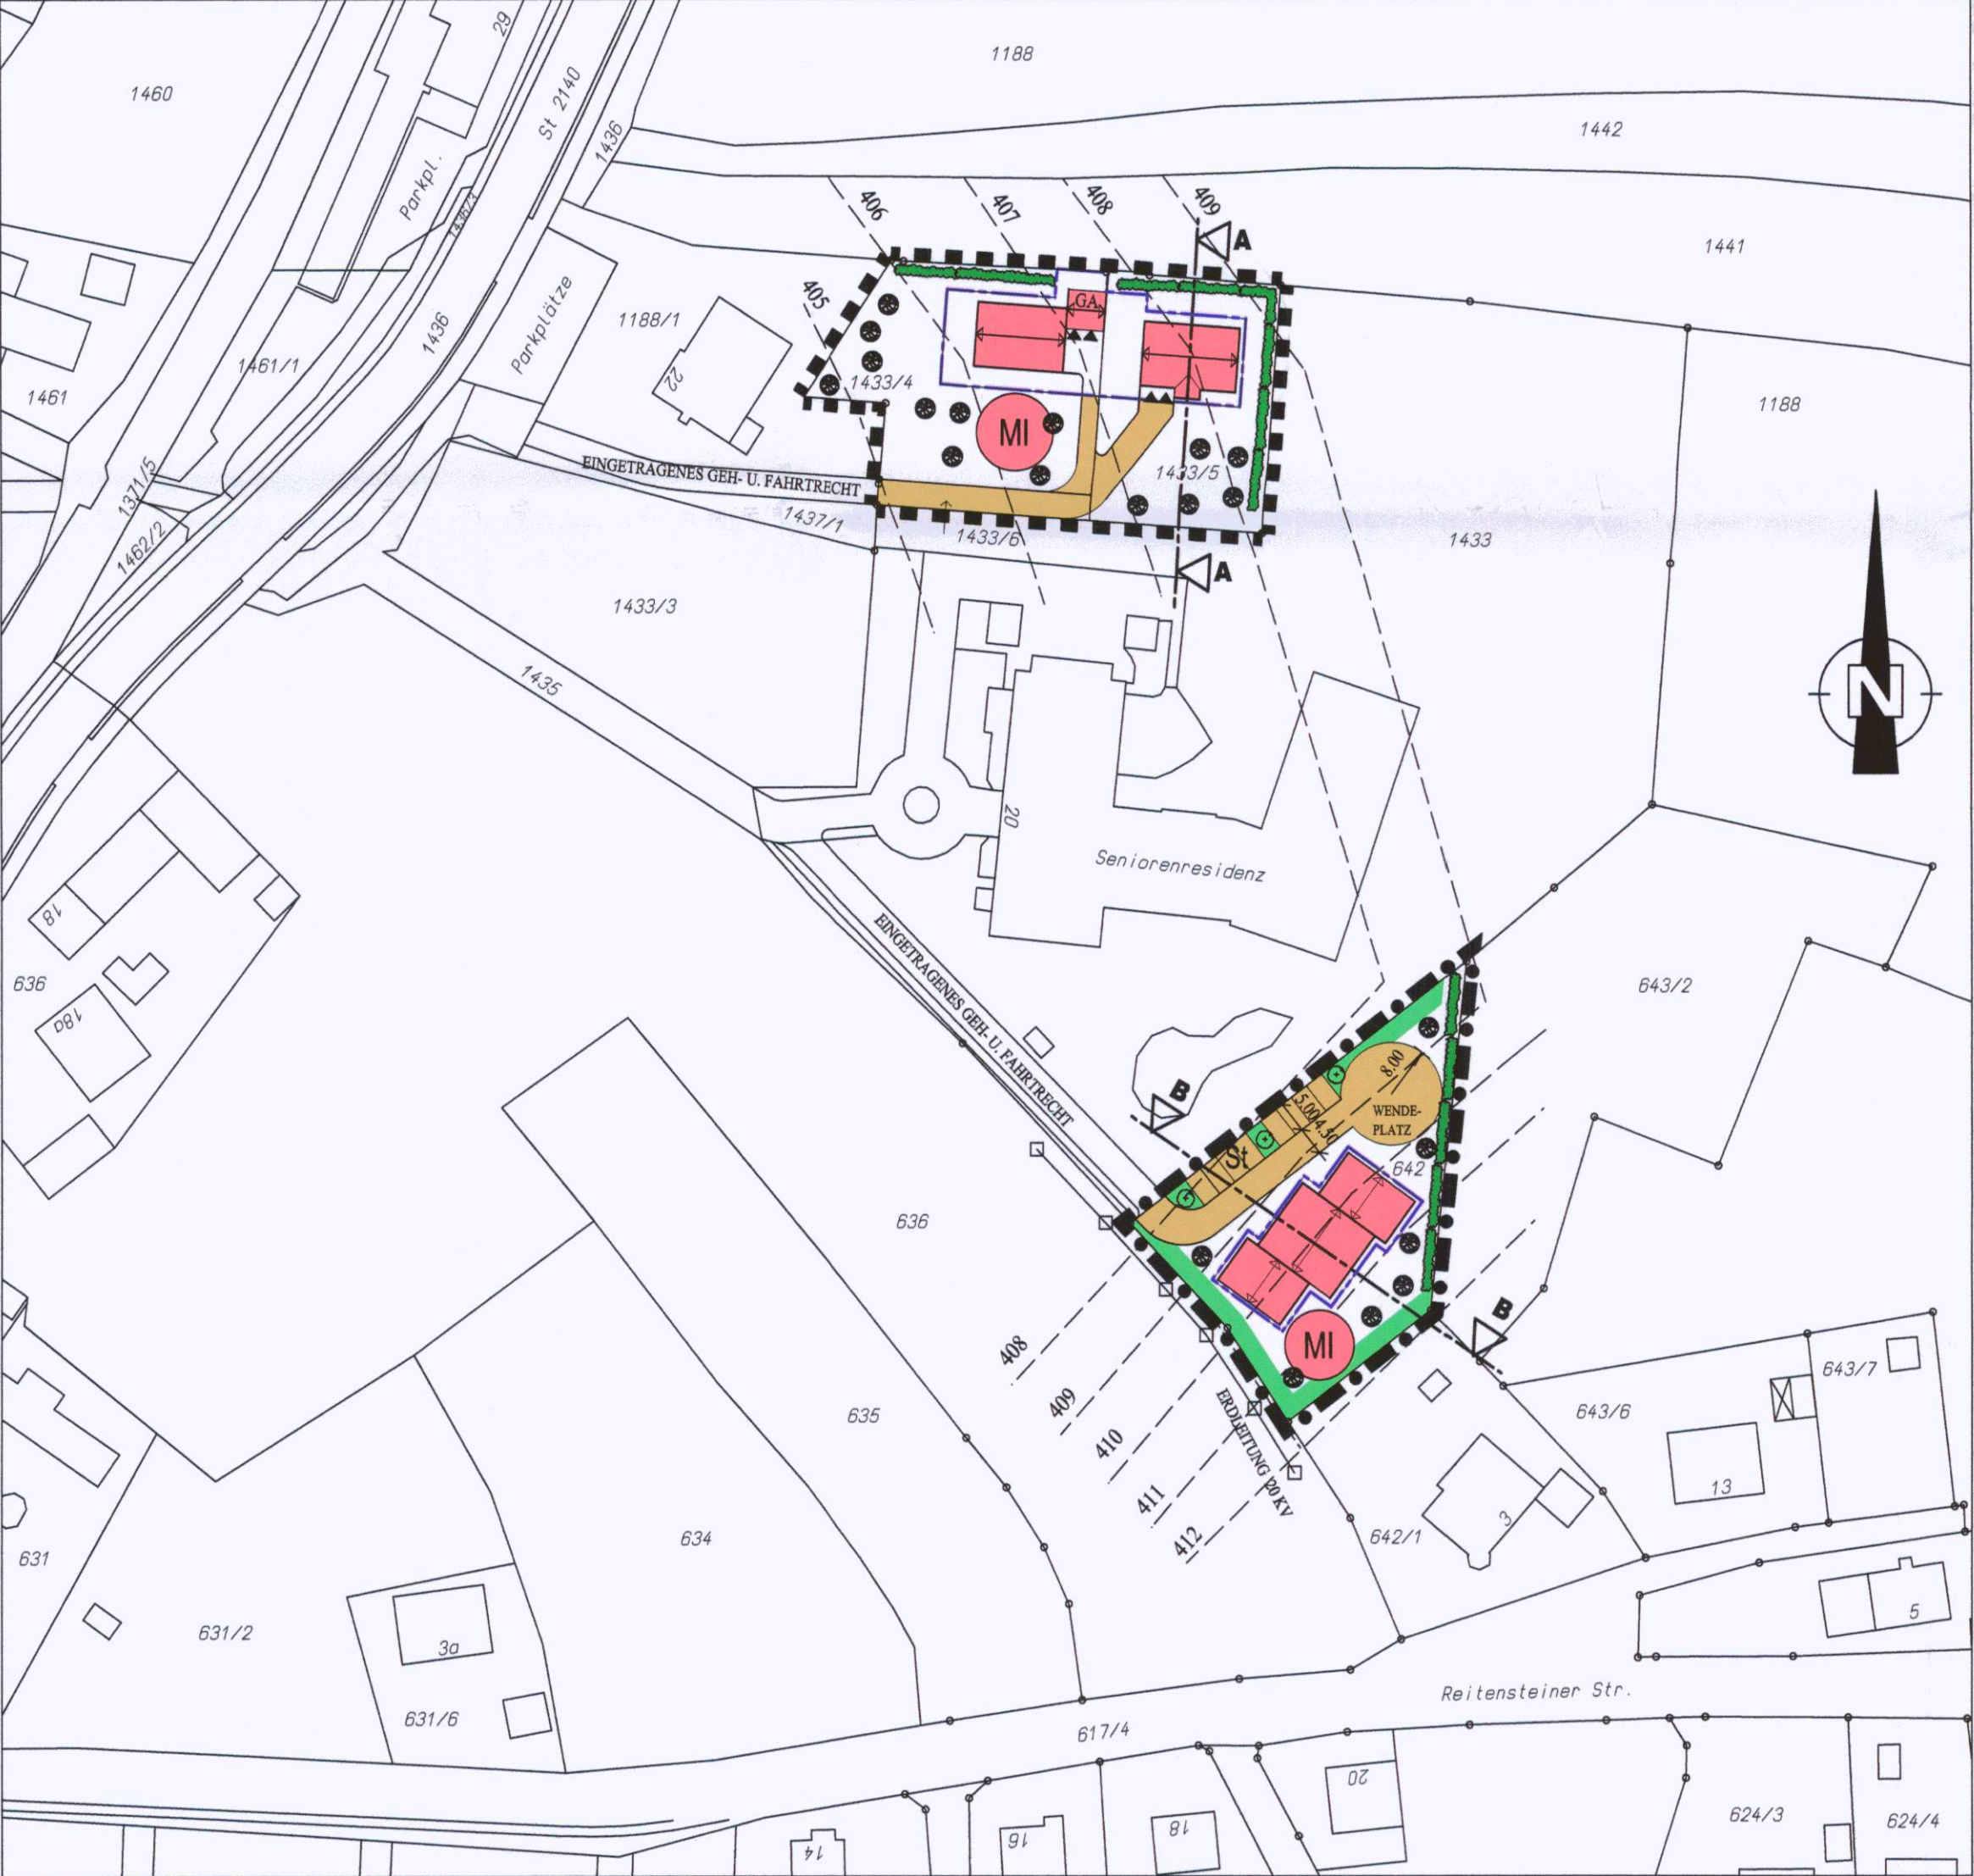 29
1188
St 2140
1460
1436
1442
Parkpl.
1436/3
406
407
408
409
A
1441
405
GA
Parkplätze
1436
1188/1
1461/1
22
1433/4
1461
1188
MI
EINGETRAGENES GEH- U. FAHRTRECHT
1433/5
1371/5
1437/1
1433/6
1433
1462/2
A
1433/3
1435
N
20
Seniorenresidenz
18
EINGETRAGENES GEH- U. FAHRTRECHT
636
643/2
18a
8.00
B
5.00
4.50
WENDE-
PLATZ
St
642
636
B
408
MI
643/7
409
ERDLEITUNG 20 KV
635
643/6
410
411
13
412
3
642/1
634
631
5
631/2
3a
Reitensteiner Str.
631/6
617/4
20
624/3
624/4
14
16
18